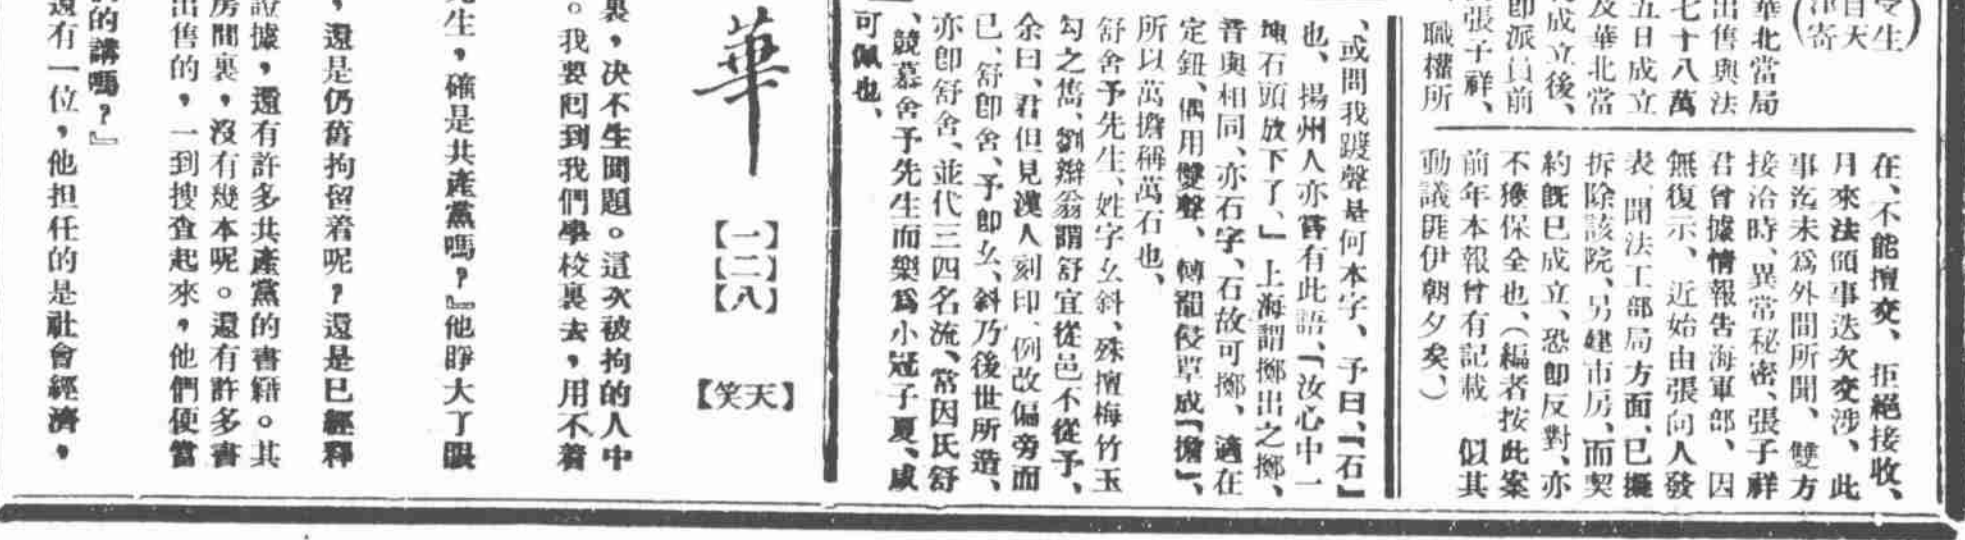 令生
自天
津寄
華北當局
出售與法
七十八萬
五日成立
及華北當
成立後、
卽派員前
張子祥、
職權所
在、不能擅交、拒絕接收、
月來法領事迭次交涉、此
事迄未爲外間所聞、雙方
接洽時、異常秘密、張子祥
君曾據情報吿海軍部、因
無復示、近始由張向人發
表、聞法工部局方面、已擬
拆除該院、另建市房、而契
約旣已成立、恐卽反對、亦
不獲保全也、(編者按此案
前年本報曾有記載 似其
動議匪伊朝夕矣、)
、或問我躞聲是何本字、予曰、「石」
也、揚州人亦嘗有此語、「汝心中一
塊石頭放下了、」上海謂擲出之擲、
音與相同、亦石字、石故可擲、適在
定鈕、偶用雙聲、轉韻侵覃成「擔」、
所以萬擔稱萬石也、
舒舍予先生、姓字幺斜、殊擅梅竹玉
勾之雋、劉辯翁謂舒宜從邑不從予、
余曰、君但見漢人刻印、例改偏旁而
已、舒卽舍、予卽幺、斜乃後世所造、
亦卽舒舍、並代三四名流、常因氏舒
、競慕舍予先生而樂爲小冠子夏、咸
可佩也、
華
【一】
【二】
【八】
【天笑】
裏，决不生問題。這次被拘的人中
。我要囘到我們學校裏去，用不着
先生，確是共產黨嗎？』他睜大了眼
，還是仍舊拘留着呢？還是已經釋
證據，還有許多共產黨的書籍。其
房間裏，沒有幾本呢。還有許多書
出售的，一到搜查起來，他們便當
的講嗎？』
還有一位，他担任的是社會經濟，